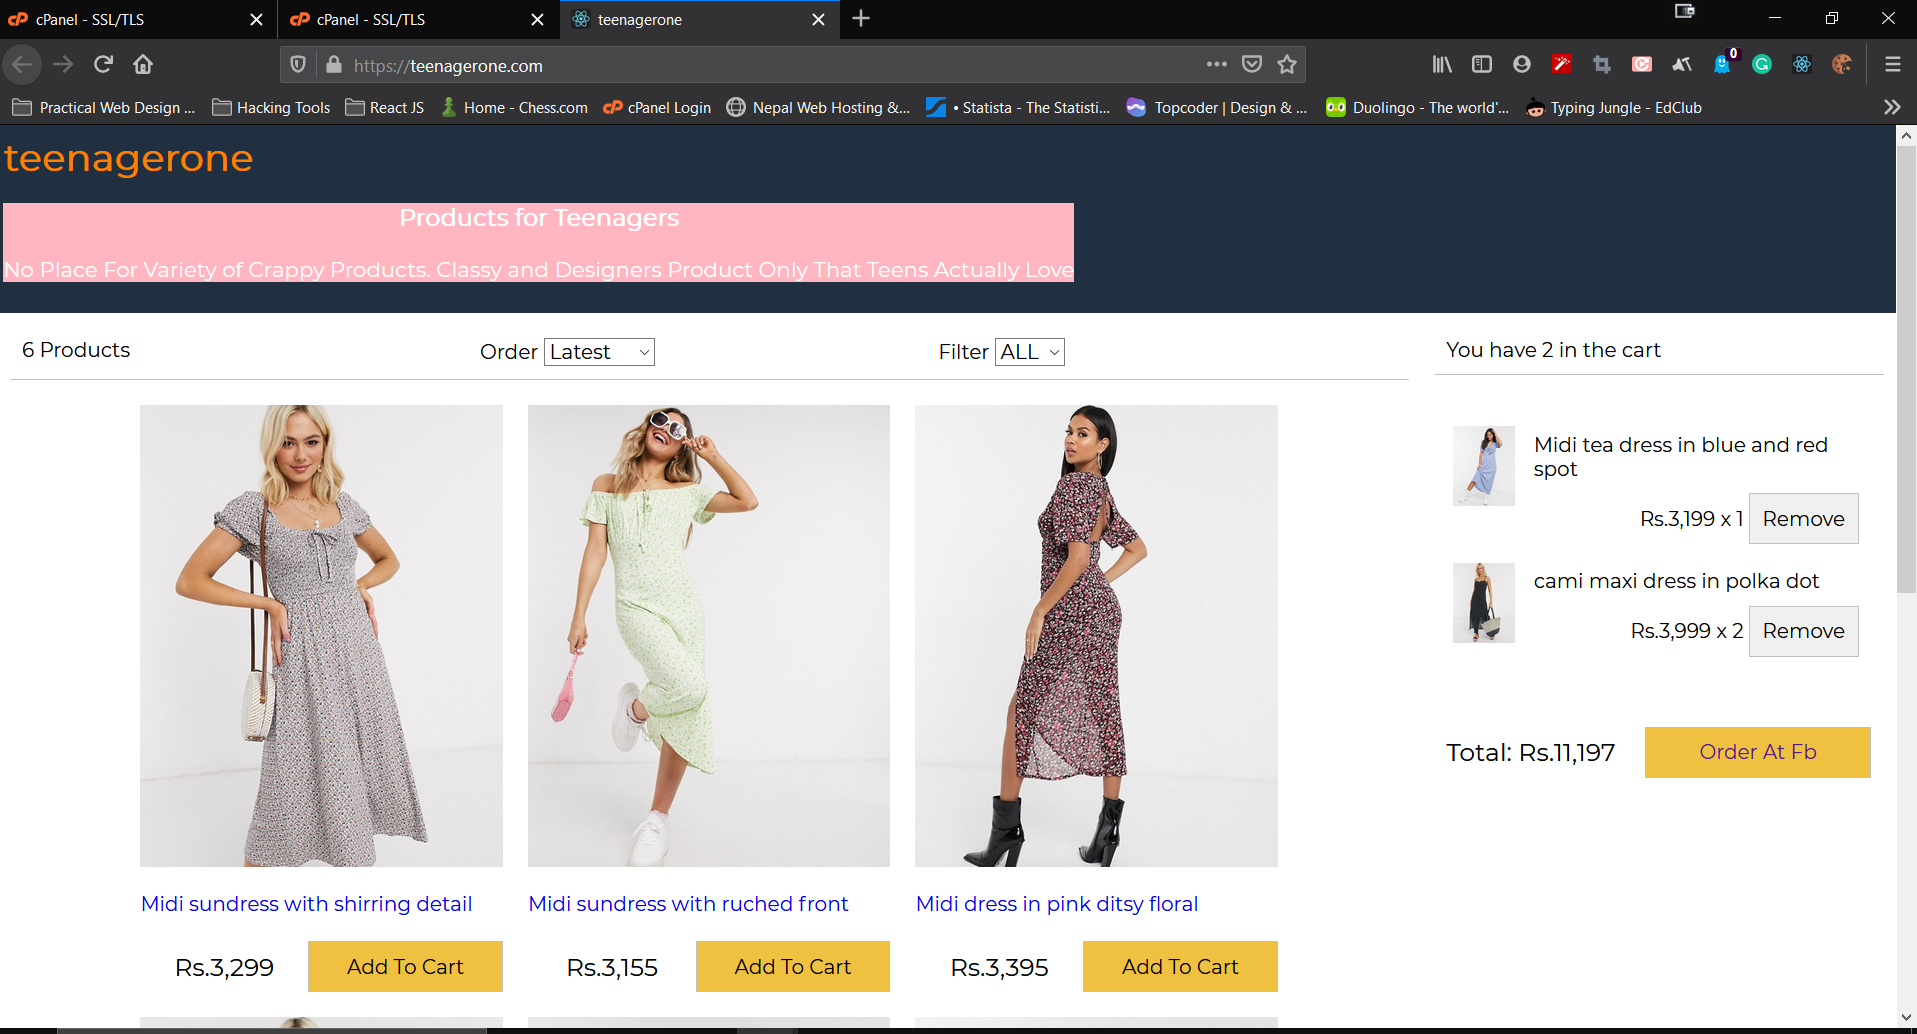 cPanel - SSL/TLS
cPanel - SSL/TLS
teenagerone
https://teenagerone.com
0
Practical Web Design ...
Hacking Tools
React JS
Home - Chess.com
cPanel Login
Nepal Web Hosting &...
• Statista - The Statisti...
Topcoder | Design & ...
Duolingo - The world'...
Typing Jungle - EdClub
teenagerone
Products for Teenagers
No Place For Variety of Crappy Products. Classy and Designers Product Only That Teens Actually Love
6 Products
Order Latest
Filter ALL
You have 2 in the cart
Midi tea dress in blue and red
spot
Rs.3,199 x 1 Remove
cami maxi dress in polka dot
Rs.3,999 x 2 Remove
Total: Rs.11,197 Order At Fb
Midi sundress with shirring detail
Rs.3,299 Add To Cart
Midi sundress with ruched front
Rs.3,155 Add To Cart
Midi dress in pink ditsy floral
Rs.3,395 Add To Cart